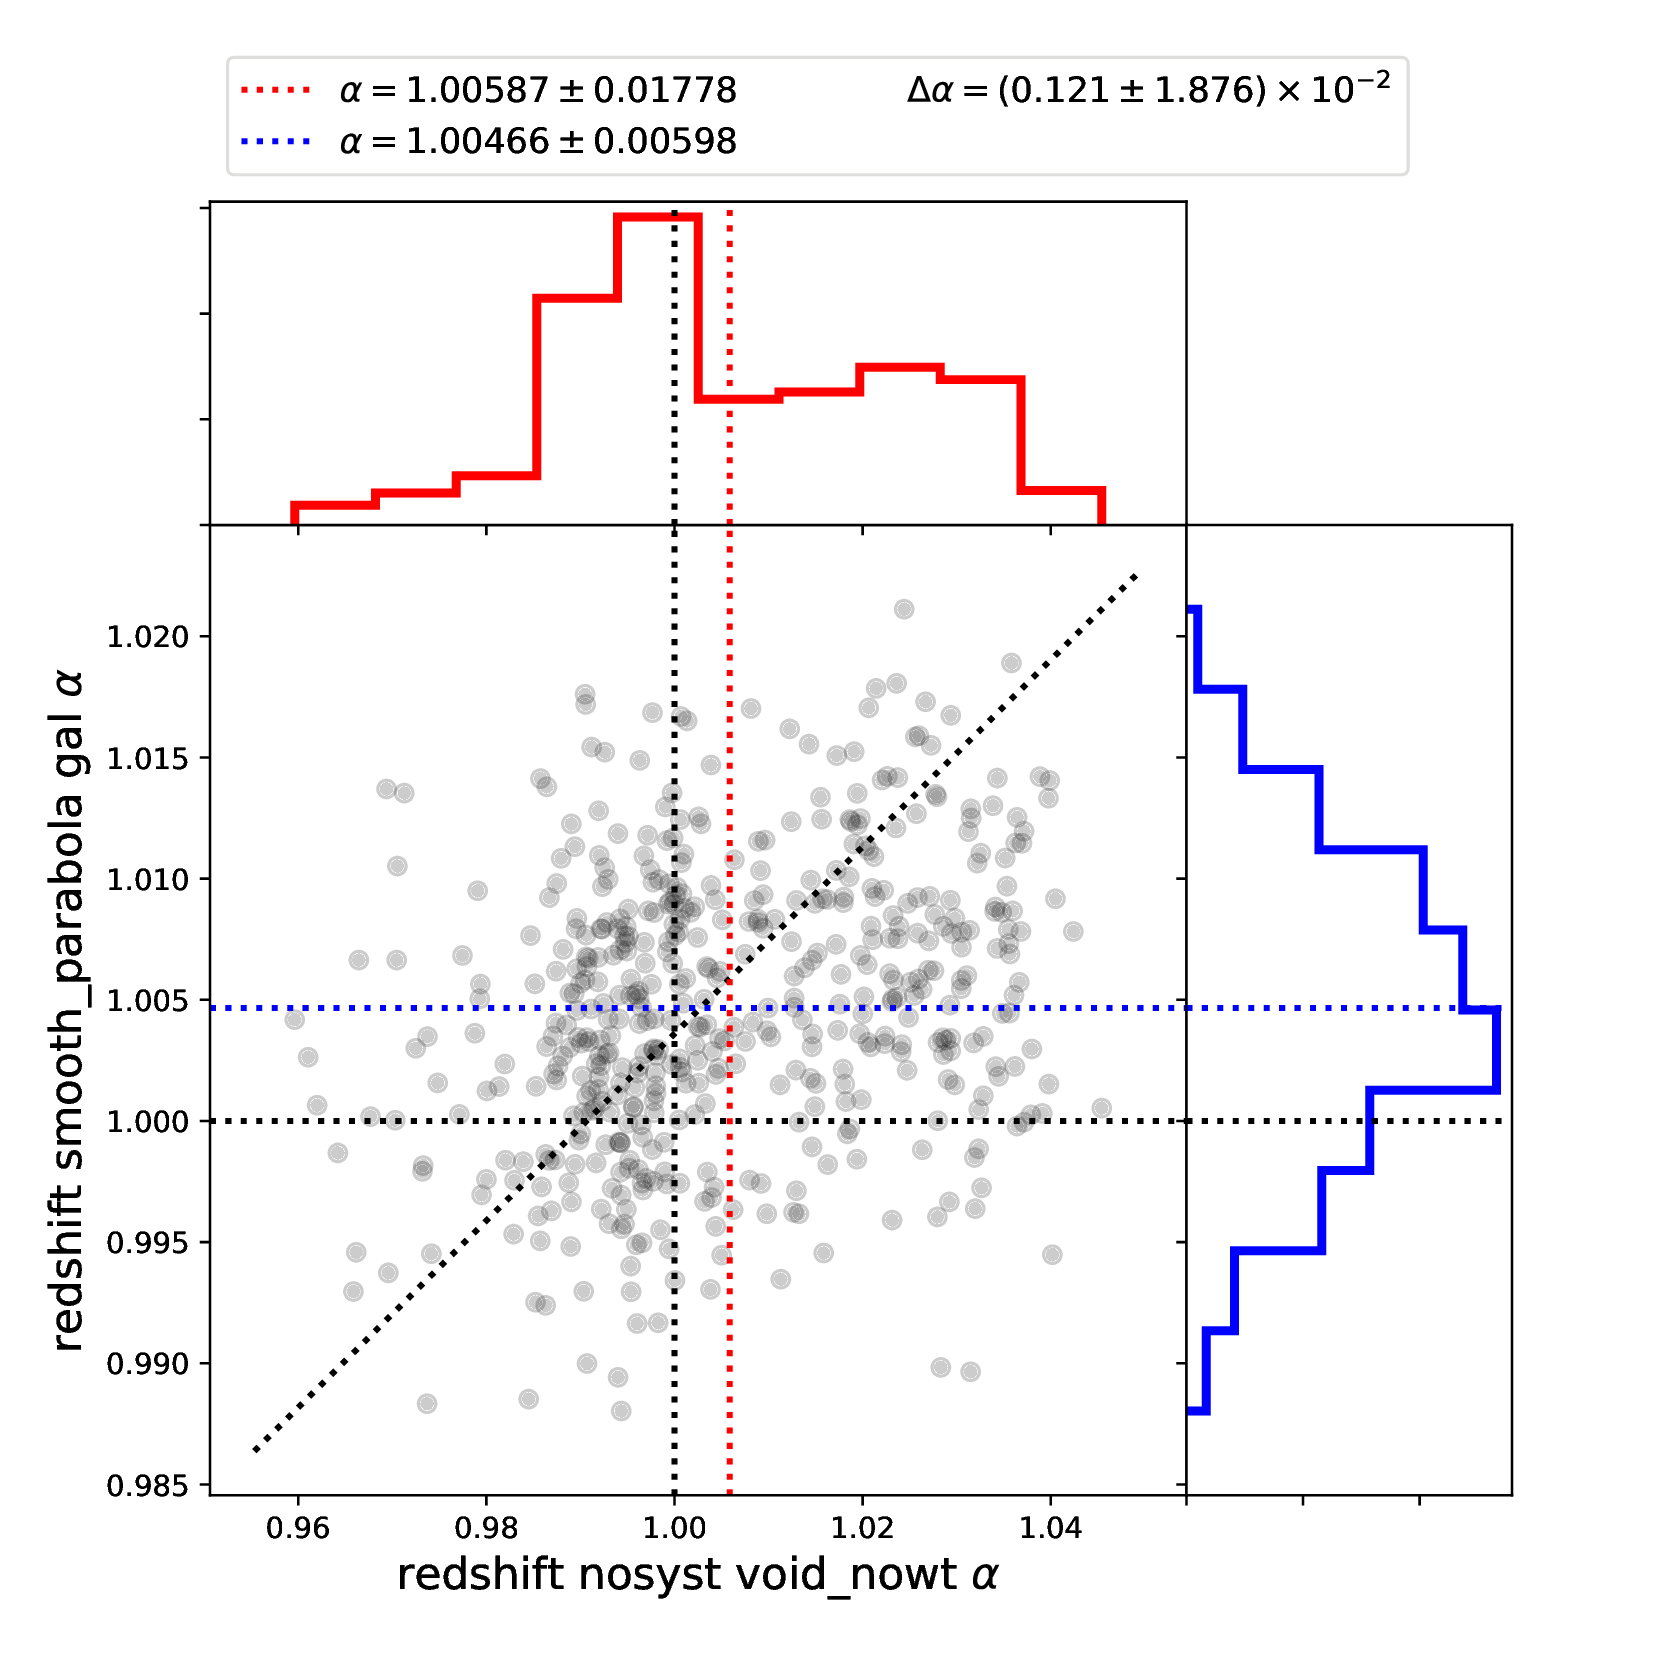 α = 1.00587 ± 0.01778
Δα = (0.121 ± 1.876) × 10⁻²
α = 1.00466 ± 0.00598
1.020
1.015
1.010
1.005
1.000
0.995
0.990
0.985
redshift smooth_parabola gal α
0.96 0.98 1.00 1.02 1.04
redshift nosyst void_nowt α